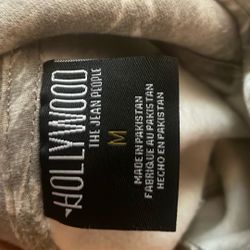 HOLLYWOOD
THE JEAN PEOPLE
M
MADE IN PAKISTAN
FABRIQUE AU PAKISTAN
HECHO EN PAKISTAN